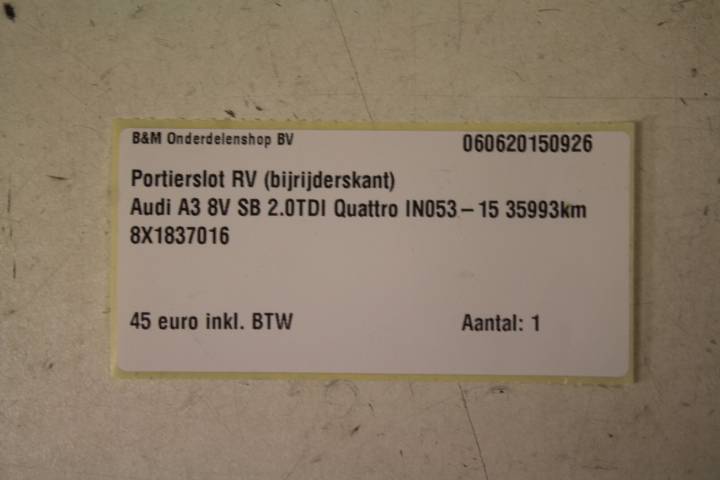 B&M Onderdelenshop BV 060620150926
Portierslot RV (bijrijderskant)
Audi A3 8V SB 2.0TDI Quattro IN053-15 35993km
8X1837016
45 euro inkl. BTW Aantal: 1